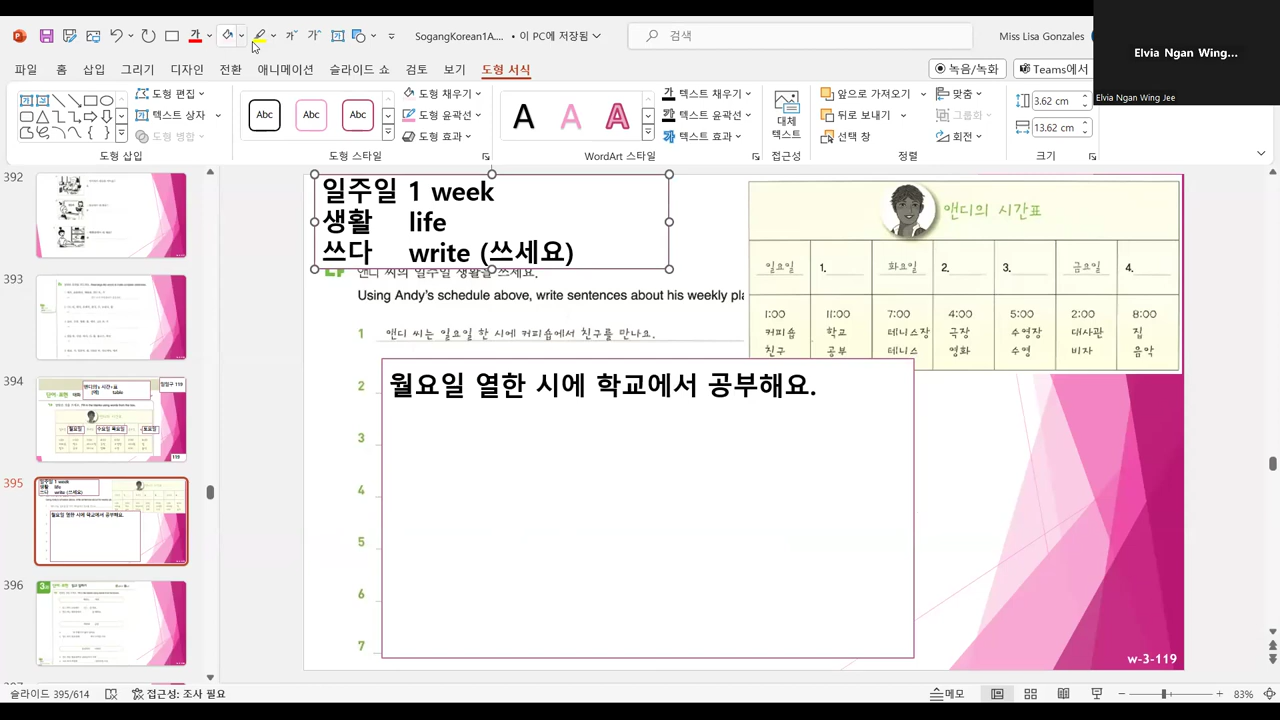 SogangKorean1A.... • 이 PC에 저장됨
검색
Miss Lisa Gonzales
Elvia Ngan Wing...
Elvia Ngan Wing Jee
파일 홈 삽입 그리기 디자인 전환 애니메이션 슬라이드 쇼 검토 보기 도형 서식
녹음/녹화 Teams에서
도형 편집
텍스트 상자
도형 병합
도형 삽입
Abc Abc Abc
도형 채우기
도형 윤곽선
도형 효과
도형 스타일
A A A
텍스트 채우기
텍스트 윤곽선
텍스트 효과
WordArt 스타일
대체 텍스트
접근성
앞으로 가져오기
뒤로 보내기
선택 창
맞춤
그룹화
회전
정렬
3.62 cm
13.62 cm
크기
392
393
394
395
396
일주일 1 week
생활 life
쓰다 write (쓰세요)
앤디 씨의 일주일 생활을 쓰세요.
Using Andy's schedule above, write sentences about his weekly pla
1 앤디 씨는 일요일 한 시에 커피숍에서 친구를 만나요.
2 월요일 열한 시에 학교에서 공부해요.
3
4
5
6
7
앤디의 시간표
일요일 1. 화요일 2. 3. 금요일 4.
1:00 11:00 7:00 4:00 5:00 2:00 8:00
커피숍 학교 테니스장 극장 수영장 대사관 집
친구 공부 테니스 영화 수영 비자 음악
w-3-119
슬라이드 395/614
접근성: 조사 필요
메모
83%